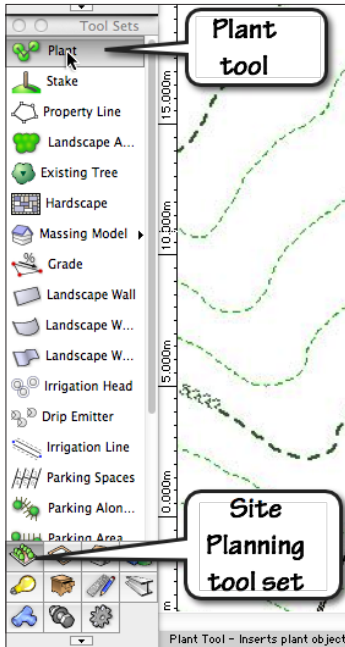 Tool Sets
Plant
Stake
Property Line
Landscape A...
Existing Tree
Hardscape
Massing Model
%
Grade
Landscape Wall
Landscape W...
Landscape W...
Irrigation Head
Drip Emitter
Irrigation Line
Parking Spaces
Parking Alon...
Parking Area
15.000m
10.000m
5.000m
0.000m
m
Plant
tool
Site
Planning
tool set
Plant Tool - Inserts plant object